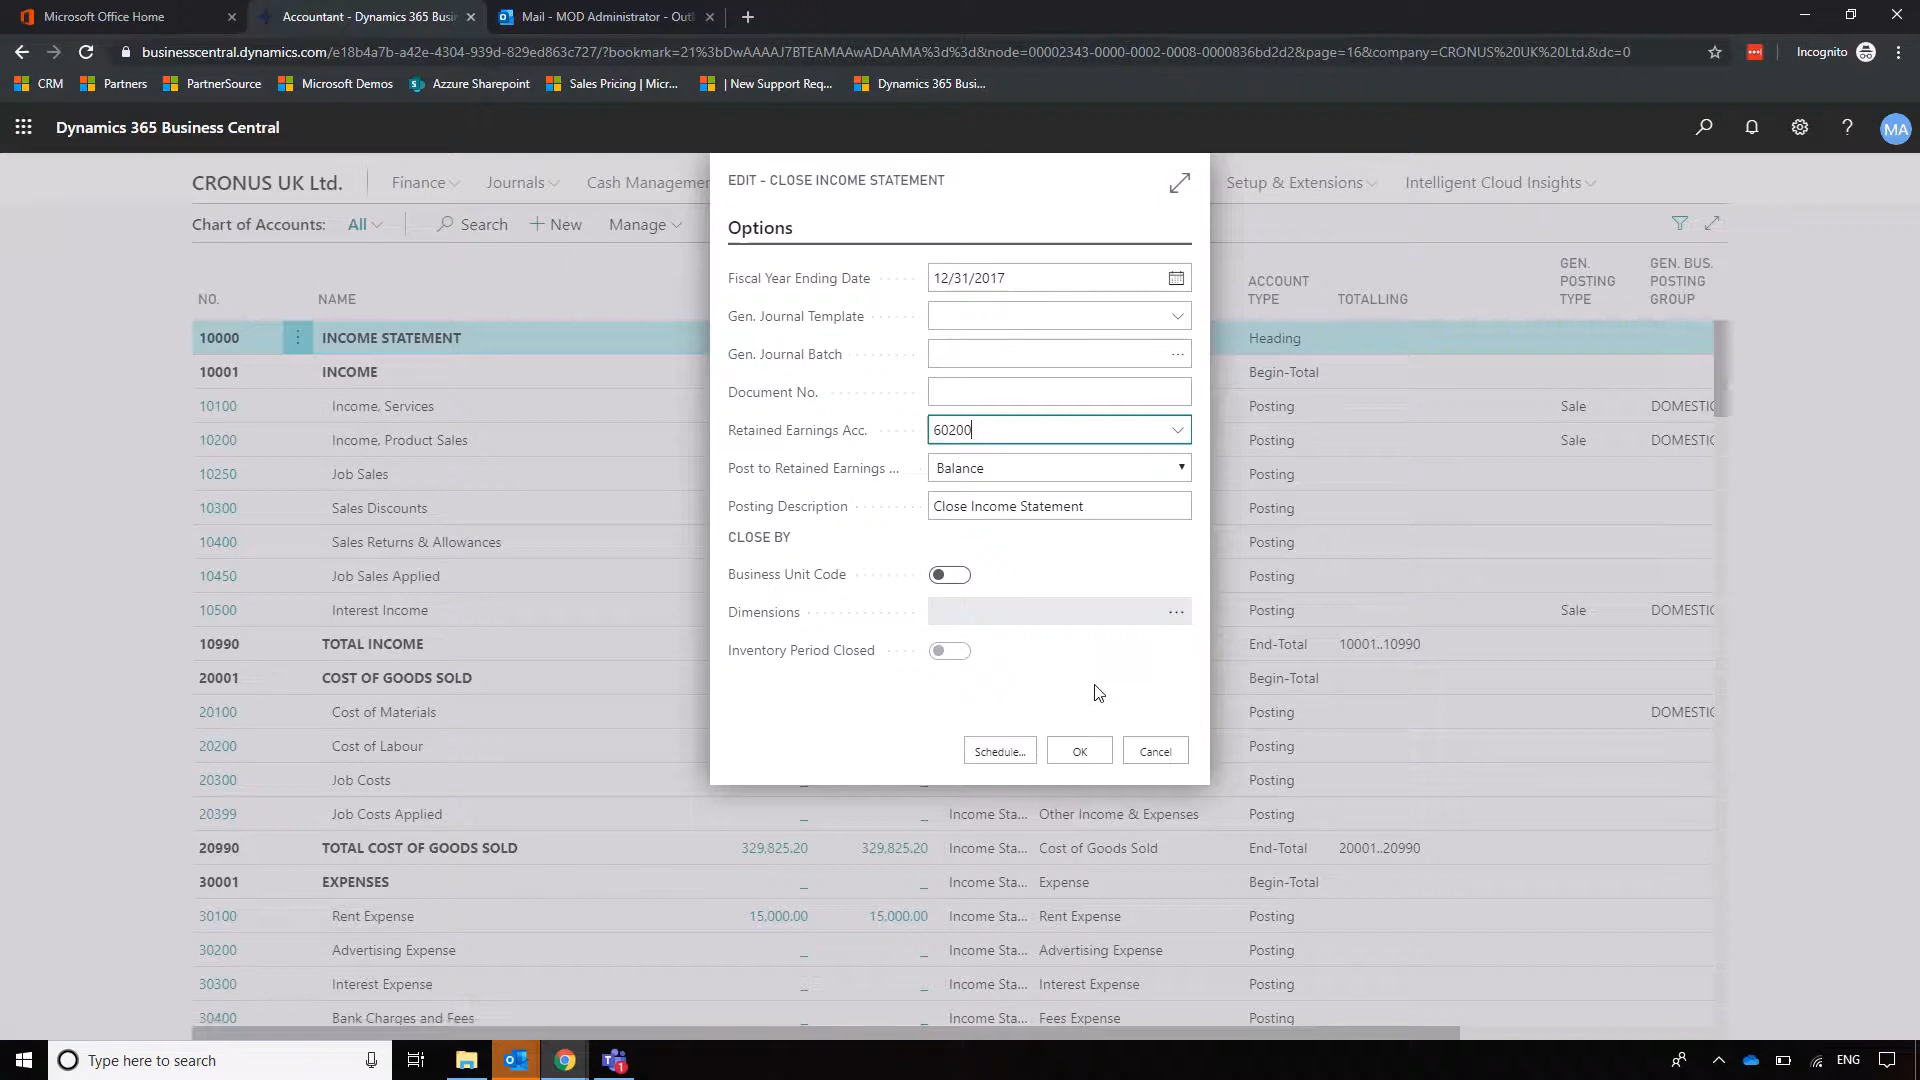 Microsoft Office Home
Accountant - Dynamics 365 Busi
Mail - MOD Administrator - Out
businesscentral.dynamics.com/e18b4a7b-a42e-4304-939d-829ed863c727/?bookmark=21%3bDwAAAAJ7BTEAMAAwADAAMA%3d%3d&node=00002343-0000-0002-0008-0000836bd2d2&page=16&company=CRONUS%20UK%20Ltd.&dc=0
Incognito
CRM
Partners
PartnerSource
Microsoft Demos
Azzure Sharepoint
Sales Pricing | Micr...
| New Support Req...
Dynamics 365 Busi...
Dynamics 365 Business Central
?
MA
CRONUS UK Ltd.
Finance
Journals
Cash Managemen
Setup & Extensions
Intelligent Cloud Insights
Chart of Accounts:
All
Search
+ New
Manage
NO.
NAME
ACCOUNT TYPE
TOTALLING
GEN. POSTING TYPE
GEN. BUS. POSTING GROUP
10000 INCOME STATEMENT Heading
10001 INCOME Begin-Total
10100 Income, Services Posting Sale DOMESTIC
10200 Income, Product Sales Posting Sale DOMESTIC
10250 Job Sales Posting
10300 Sales Discounts Posting
10400 Sales Returns & Allowances Posting
10450 Job Sales Applied Posting
10500 Interest Income Posting Sale DOMESTIC
10990 TOTAL INCOME End-Total 10001..10990
20001 COST OF GOODS SOLD Begin-Total
20100 Cost of Materials Posting DOMESTIC
20200 Cost of Labour Posting
20300 Job Costs Posting
20399 Job Costs Applied _ _ Income Sta... Other Income & Expenses Posting
20990 TOTAL COST OF GOODS SOLD 329,825.20 329,825.20 Income Sta... Cost of Goods Sold End-Total 20001..20990
30001 EXPENSES _ _ Income Sta... Expense Begin-Total
30100 Rent Expense 15,000.00 15,000.00 Income Sta... Rent Expense Posting
30200 Advertising Expense _ _ Income Sta... Advertising Expense Posting
30300 Interest Expense _ _ Income Sta... Interest Expense Posting
30400 Bank Charges and Fees _ _ Income Sta... Fees Expense Posting
EDIT - CLOSE INCOME STATEMENT
Options
Fiscal Year Ending Date 12/31/2017
Gen. Journal Template
Gen. Journal Batch ...
Document No.
Retained Earnings Acc. 60200
Post to Retained Earnings ... Balance
Posting Description Close Income Statement
CLOSE BY
Business Unit Code
Dimensions ...
Inventory Period Closed
Schedule...
OK
Cancel
Type here to search
1
ENG